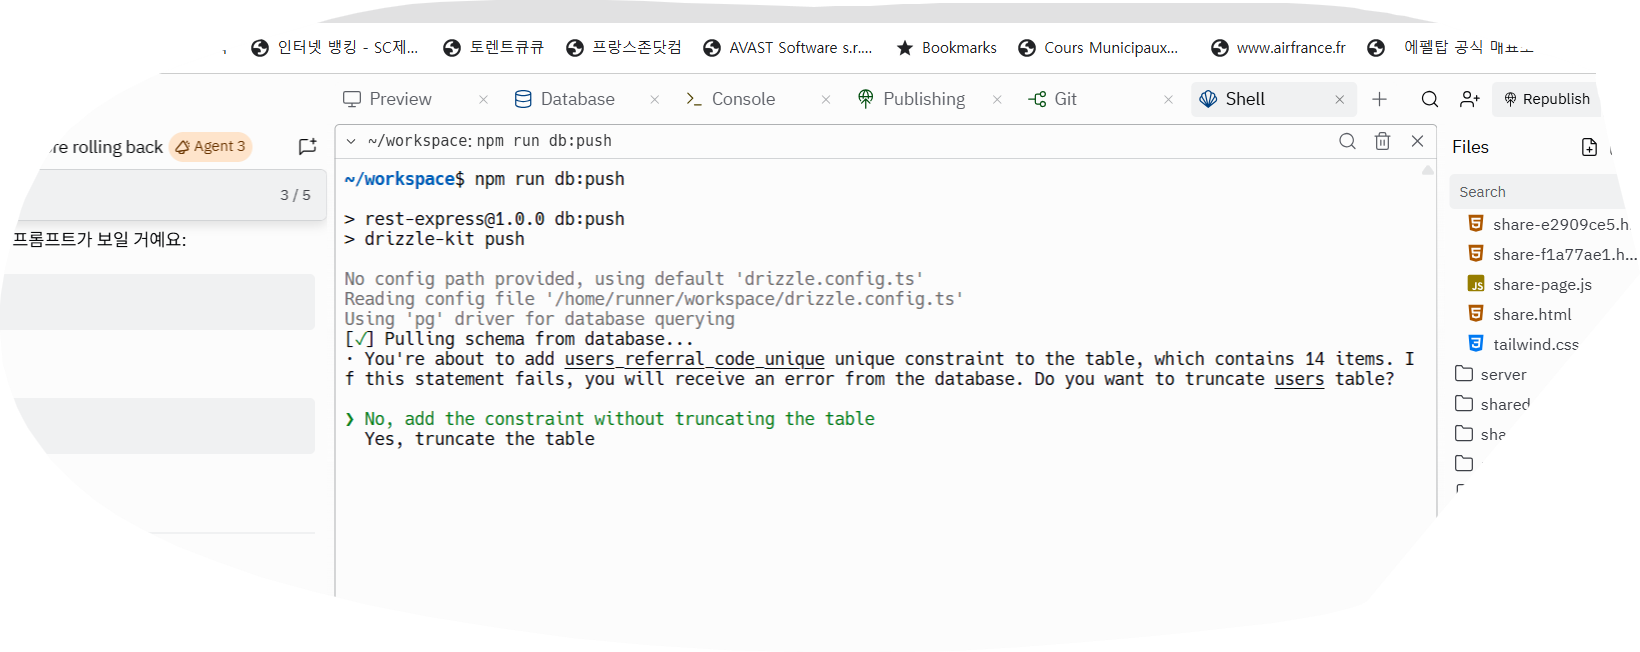 인터넷 뱅킹 - SC제... 토렌트큐큐 프랑스존닷컴 AVAST Software s.r.... Bookmarks Cours Municipaux... www.airfrance.fr 에펠탑 공식
Preview Database Console Publishing Git Shell Republish
re rolling back Agent 3
3 / 5
프롬프트가 보일 거예요:
~/workspace: npm run db:push
~/workspace$ npm run db:push
> rest-express@1.0.0 db:push
> drizzle-kit push
No config path provided, using default 'drizzle.config.ts'
Reading config file '/home/runner/workspace/drizzle.config.ts'
Using 'pg' driver for database querying
[✓] Pulling schema from database...
· You're about to add users_referral_code_unique unique constraint to the table, which contains 14 items. I
f this statement fails, you will receive an error from the database. Do you want to truncate users table?
❯ No, add the constraint without truncating the table
Yes, truncate the table
Files
Search
share-e2909ce5.h
share-f1a77ae1.h...
share-page.js
share.html
tailwind.css
server
shared